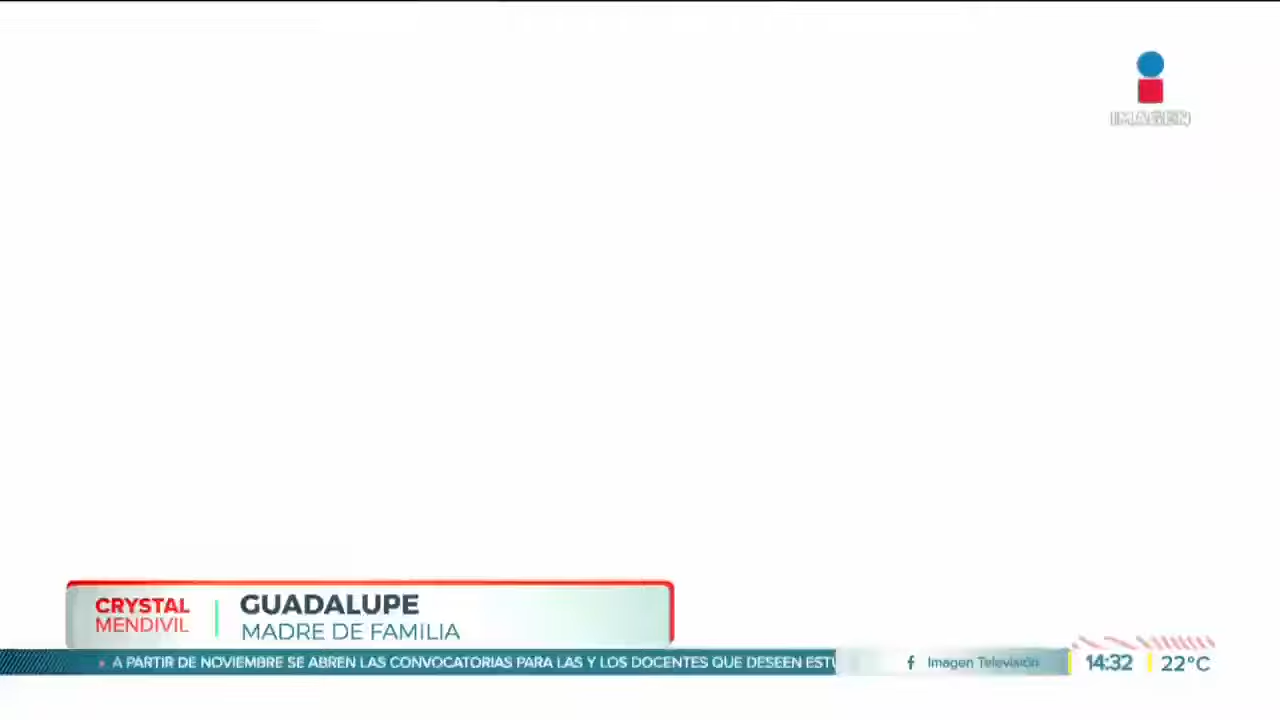 IMAGEN
CRYSTAL
MENDIVIL
GUADALUPE
MADRE DE FAMILIA
A PARTIR DE NOVIEMBRE SE ABREN LAS CONVOCATORIAS PARA LAS Y LOS DOCENTES QUE DESEEN
Imagen Televisión
14:32
22°C